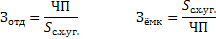 З_отд = ЧП / S_с.х.уг.    З_ёмк = S_с.х.уг. / ЧП